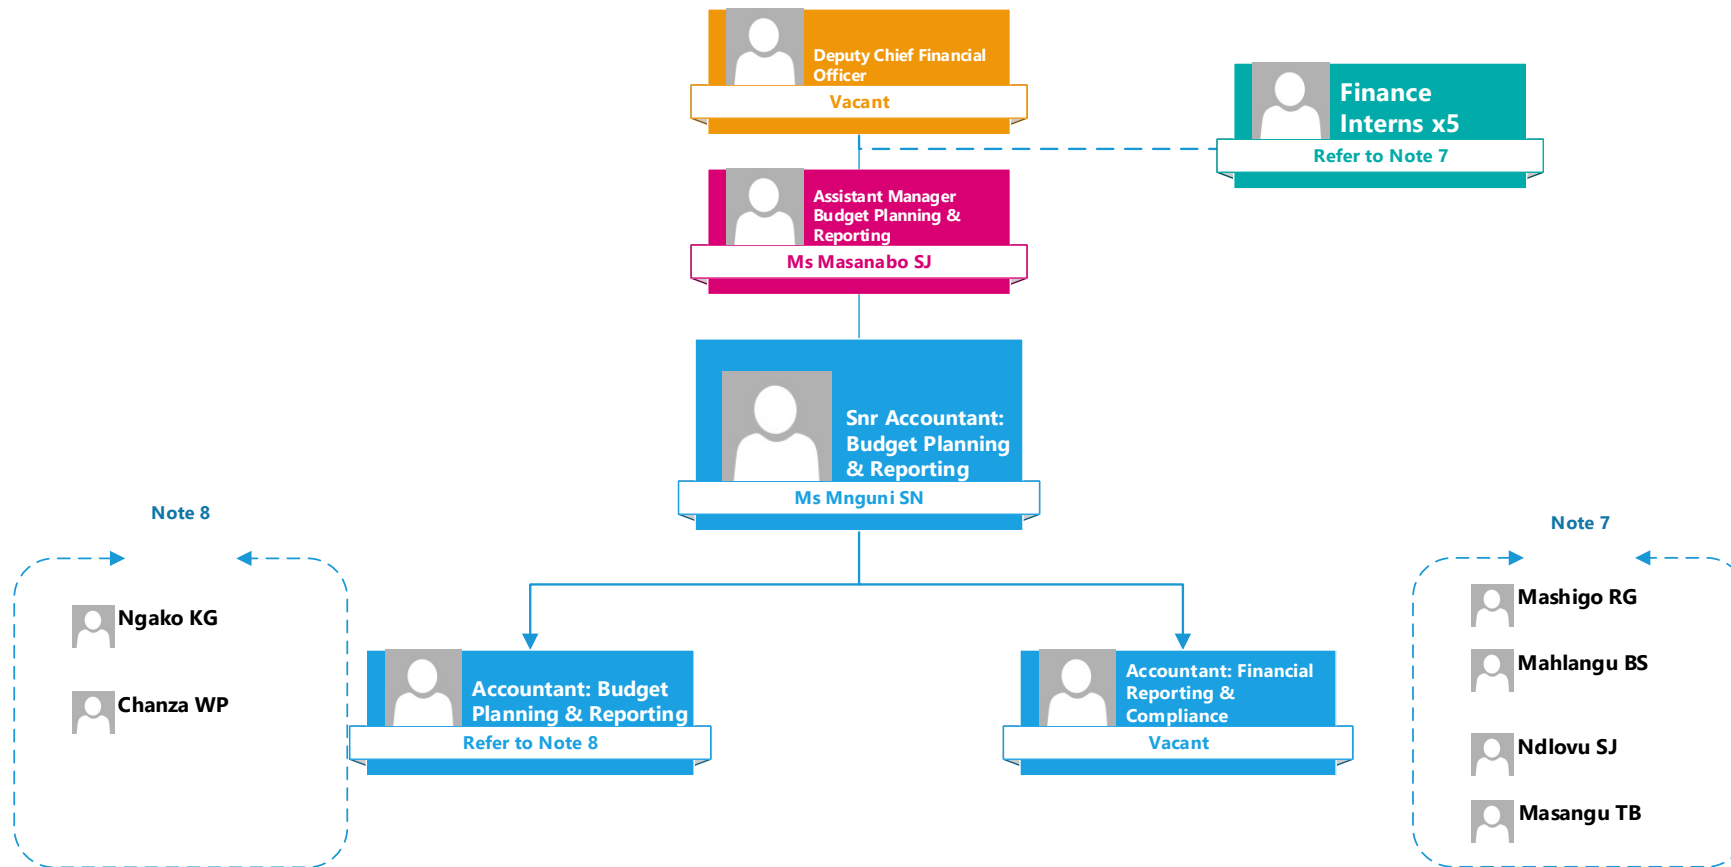 Deputy Chief Financial
Officer
Vacant
Finance
Interns x5
Refer to Note 7
Assistant Manager
Budget Planning &
Reporting
Ms Masanabo SJ
Snr Accountant:
Budget Planning
& Reporting
Ms Mnguni SN
Note 8
Ngako KG
Chanza WP
Accountant: Budget
Planning & Reporting
Refer to Note 8
Accountant: Financial
Reporting &
Compliance
Vacant
Note 7
Mashigo RG
Mahlangu BS
Ndlovu SJ
Masangu TB